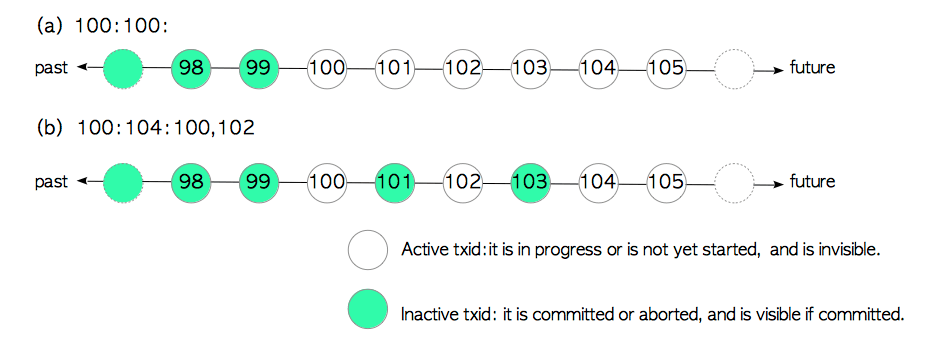 (a) 100:100:
past 98 99 100 101 102 103 104 105 future
(b) 100:104:100,102
past 98 99 100 101 102 103 104 105 future
Active txid:it is in progress or is not yet started, and is invisible.
Inactive txid: it is committed or aborted, and is visible if committed.